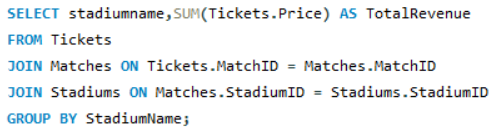 SELECT stadiumname,SUM(Tickets.Price) AS TotalRevenue
FROM Tickets
JOIN Matches ON Tickets.MatchID = Matches.MatchID
JOIN Stadiums ON Matches.StadiumID = Stadiums.StadiumID
GROUP BY StadiumName;